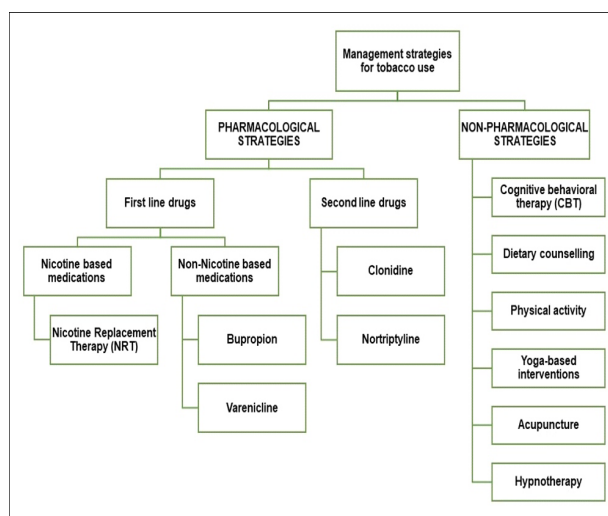 Management strategies
for tobacco use
PHARMACOLOGICAL
STRATEGIES
NON-PHARMACOLOGICAL
STRATEGIES
First line drugs
Second line drugs
Nicotine based
medications
Non-Nicotine based
medications
Nicotine Replacement
Therapy (NRT)
Bupropion
Varenicline
Clonidine
Nortriptyline
Cognitive behavioral
therapy (CBT)
Dietary counselling
Physical activity
Yoga-based
interventions
Acupuncture
Hypnotherapy